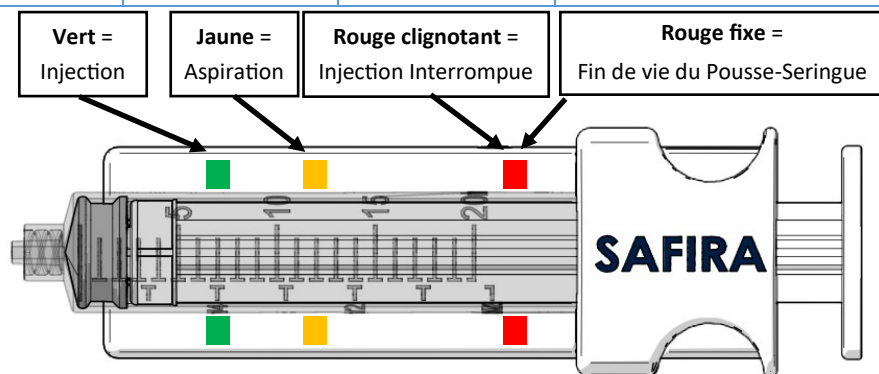 Vert =
Injection
Jaune =
Aspiration
Rouge clignotant =
Injection Interrompue
Rouge fixe =
Fin de vie du Pousse-Seringue
5 10 15 20
SAFIRA